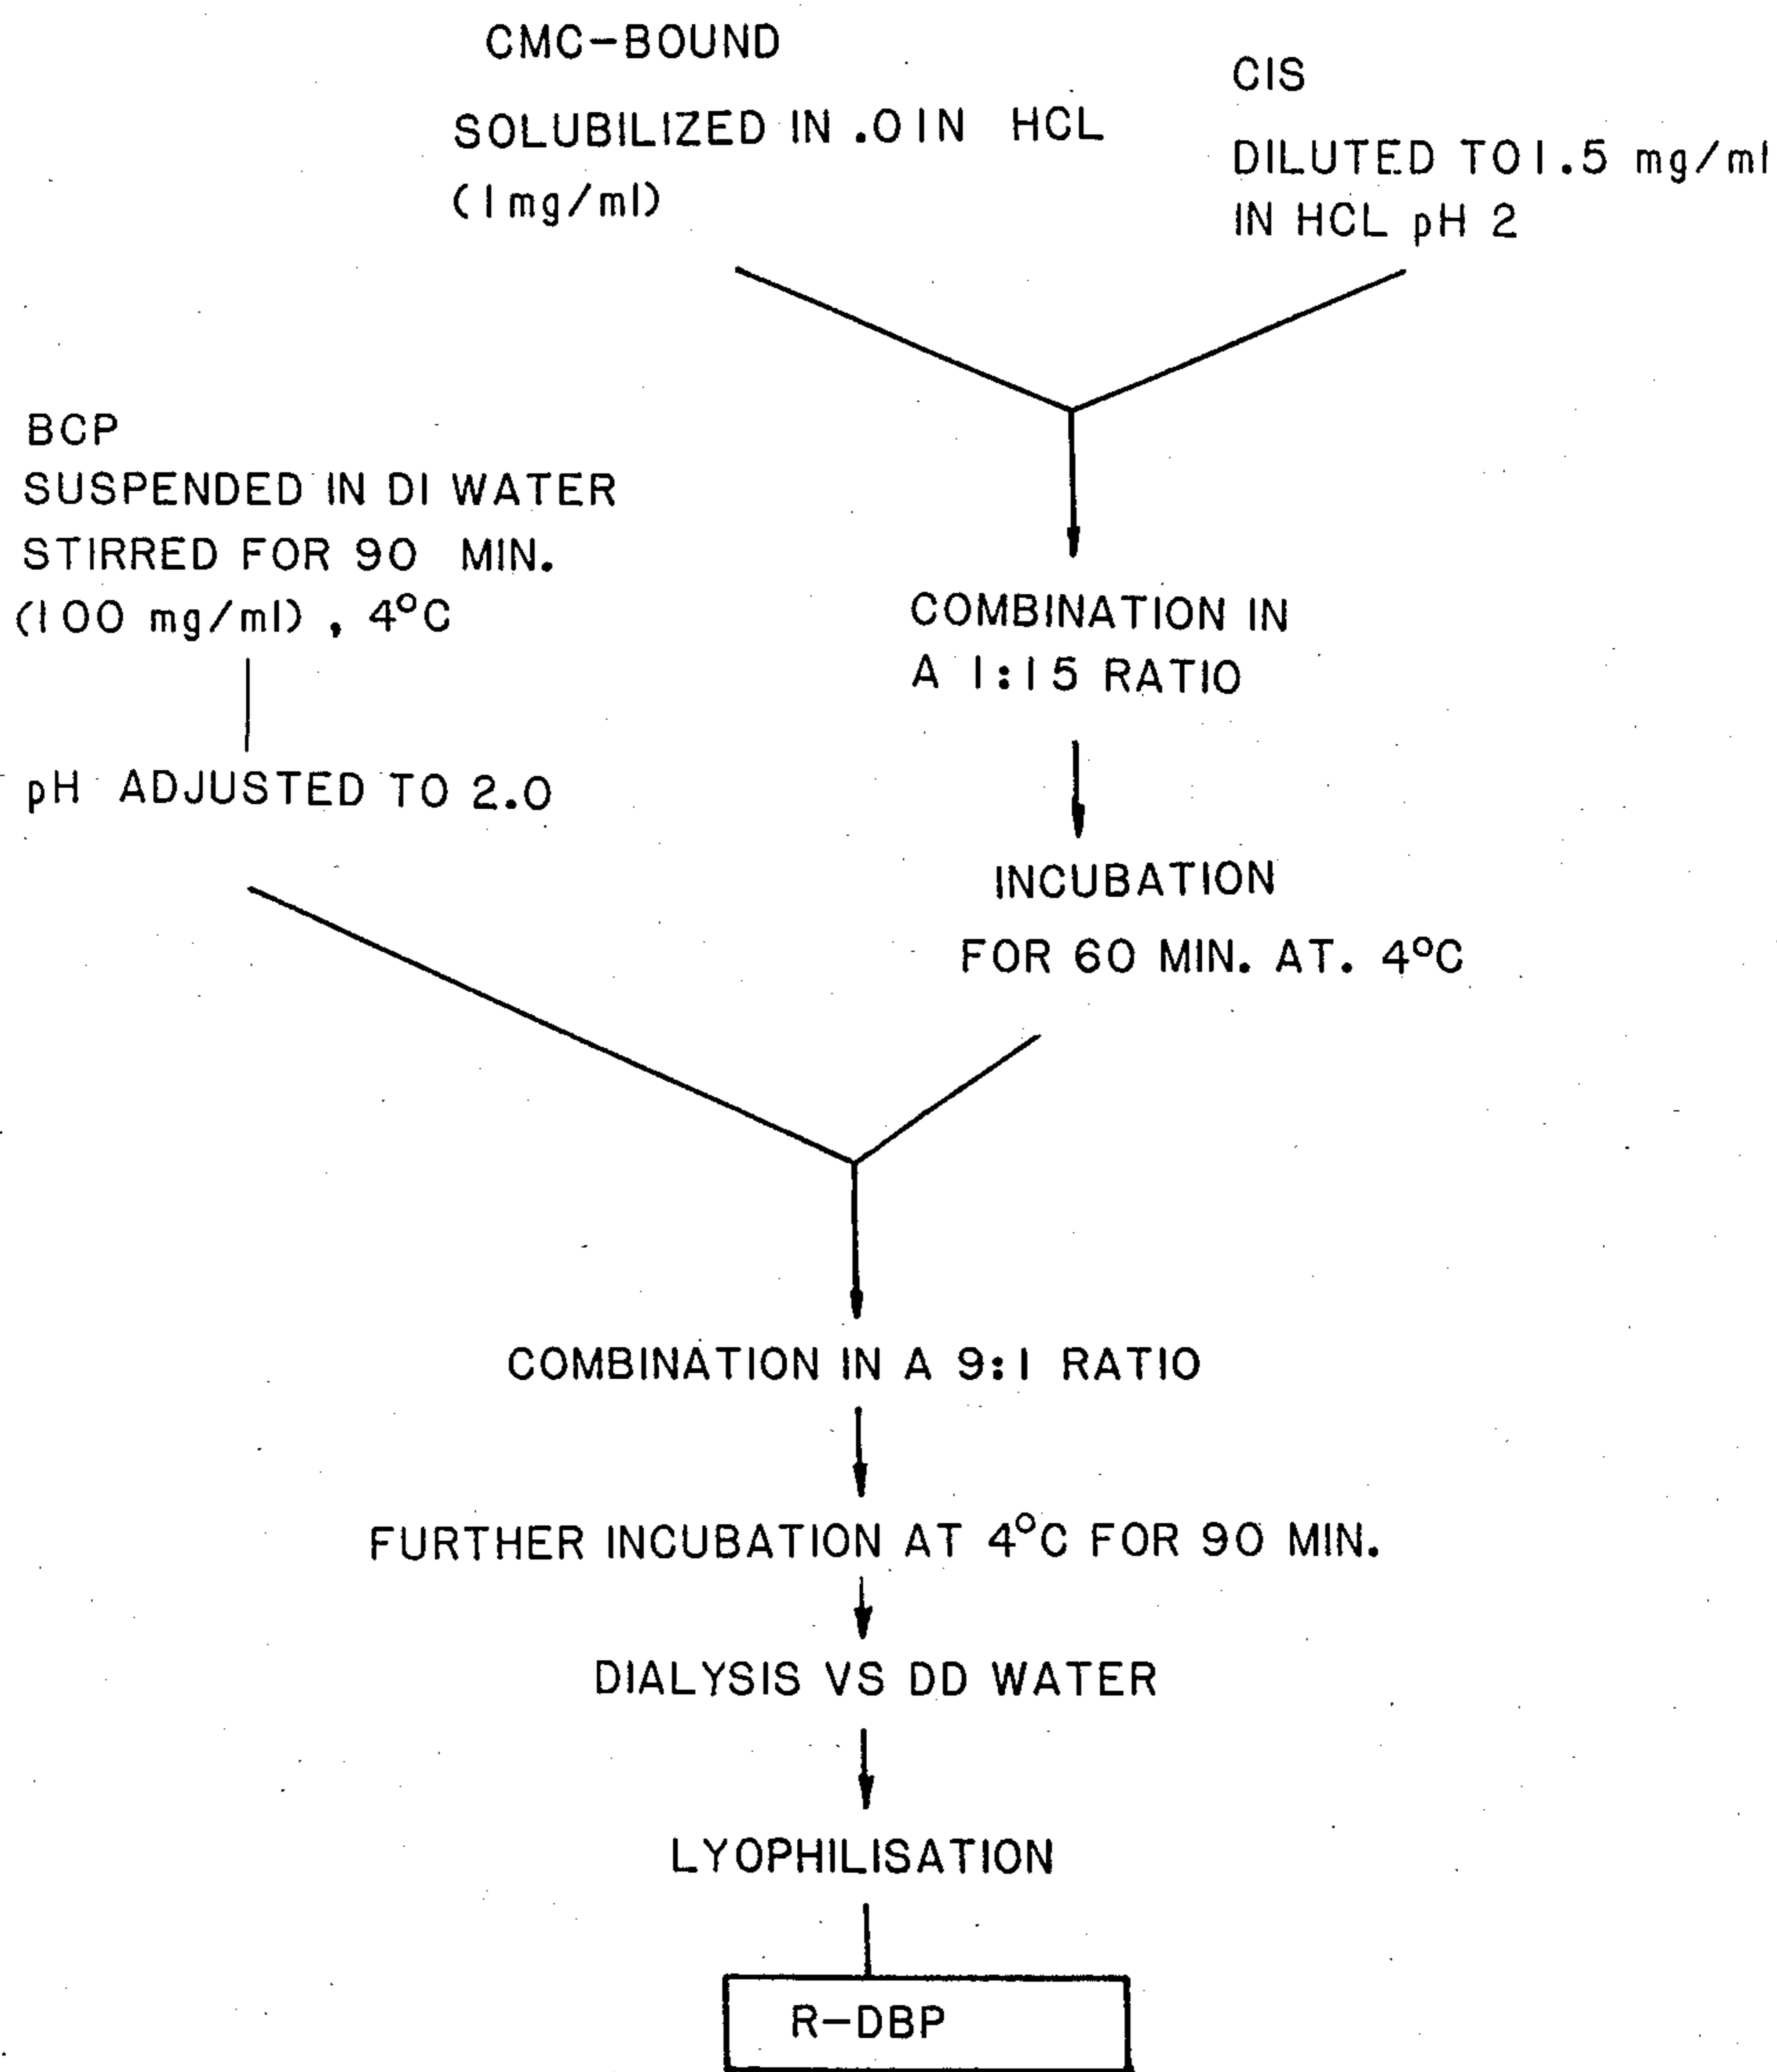 CMC-BOUND
SOLUBILIZED IN .01N HCL
(1mg/ml)
CIS
DILUTED TO 1.5 mg/ml
IN HCL pH 2
BCP
SUSPENDED IN DI WATER
STIRRED FOR 90 MIN.
(100 mg/ml), 4°C
pH ADJUSTED TO 2.0
COMBINATION IN
A 1:15 RATIO
INCUBATION
FOR 60 MIN. AT. 4°C
COMBINATION IN A 9:1 RATIO
FURTHER INCUBATION AT 4°C FOR 90 MIN.
DIALYSIS VS DD WATER
LYOPHILISATION
R-DBP